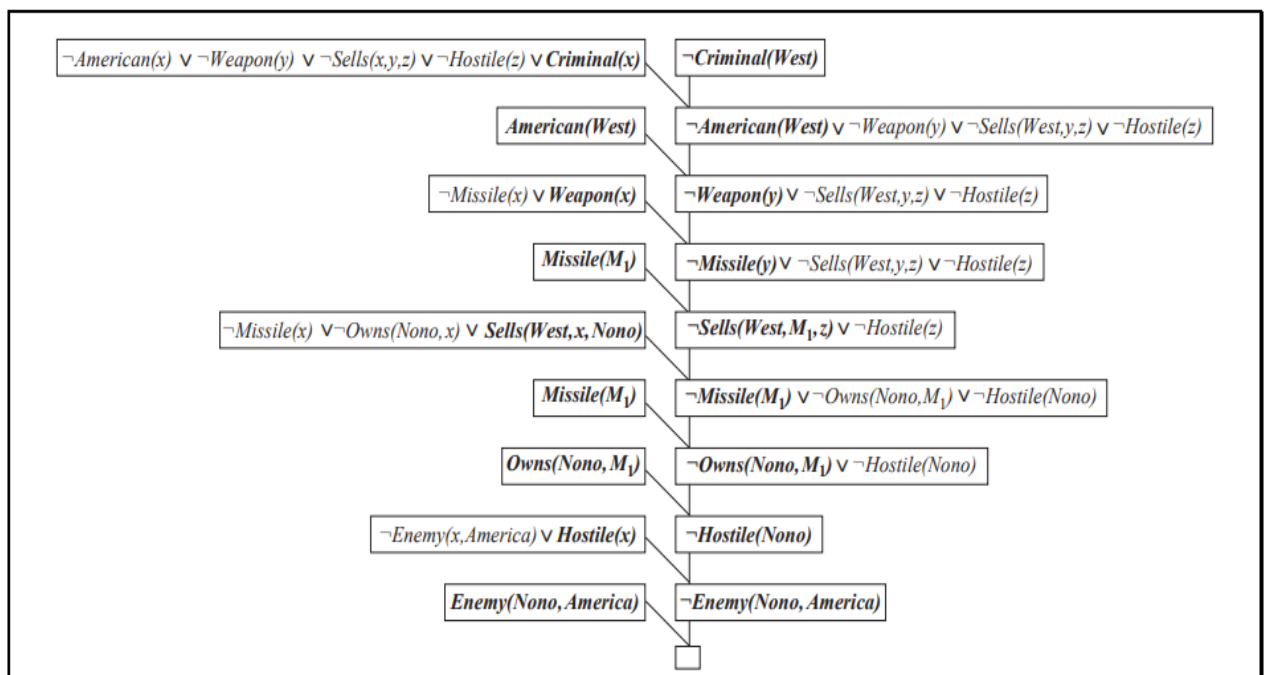 ¬American(x) ∨ ¬Weapon(y) ∨ ¬Sells(x,y,z) ∨ ¬Hostile(z) ∨ Criminal(x) ¬Criminal(West)
American(West) ¬American(West) ∨ ¬Weapon(y) ∨ ¬Sells(West,y,z) ∨ ¬Hostile(z)
¬Missile(x) ∨ Weapon(x) ¬Weapon(y) ∨ ¬Sells(West,y,z) ∨ ¬Hostile(z)
Missile(M₁) ¬Missile(y) ∨ ¬Sells(West,y,z) ∨ ¬Hostile(z)
¬Missile(x) ∨ ¬Owns(Nono,x) ∨ Sells(West,x,Nono) ¬Sells(West,M₁,z) ∨ ¬Hostile(z)
Missile(M₁) ¬Missile(M₁) ∨ ¬Owns(Nono,M₁) ∨ ¬Hostile(Nono)
Owns(Nono,M₁) ¬Owns(Nono,M₁) ∨ ¬Hostile(Nono)
¬Enemy(x,America) ∨ Hostile(x) ¬Hostile(Nono)
Enemy(Nono,America) ¬Enemy(Nono,America)